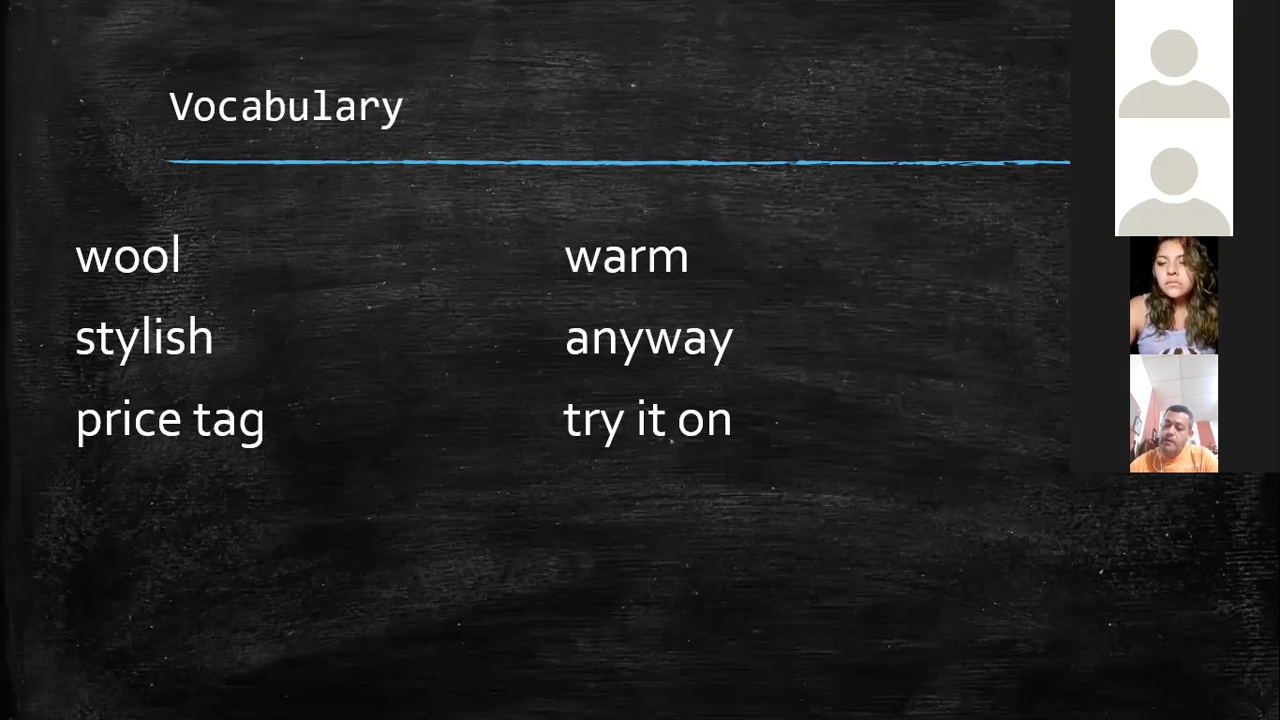 Vocabulary
wool
stylish
price tag
warm
anyway
try it on